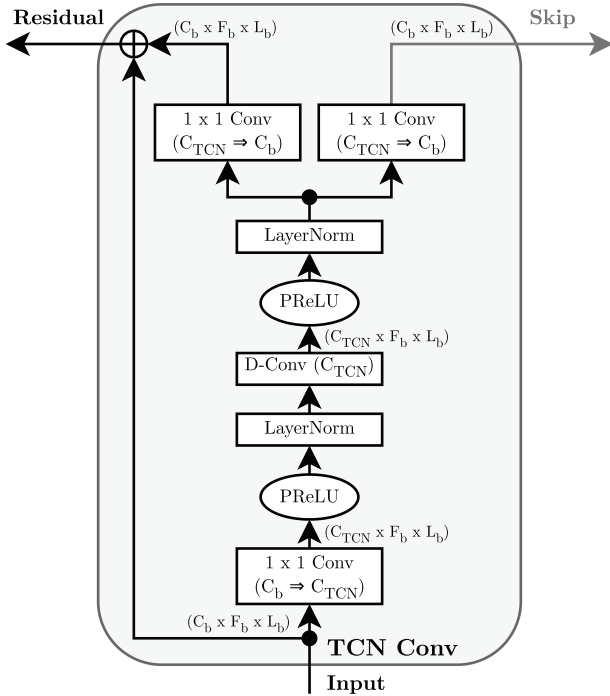 Residual
(C_b x F_b x L_b)
(C_b x F_b x L_b)
Skip
1 x 1 Conv
(C_TCN ⇒ C_b)
1 x 1 Conv
(C_TCN ⇒ C_b)
LayerNorm
PReLU
(C_TCN x F_b x L_b)
D-Conv (C_TCN)
LayerNorm
PReLU
(C_TCN x F_b x L_b)
1 x 1 Conv
(C_b ⇒ C_TCN)
(C_b x F_b x L_b)
TCN Conv
Input